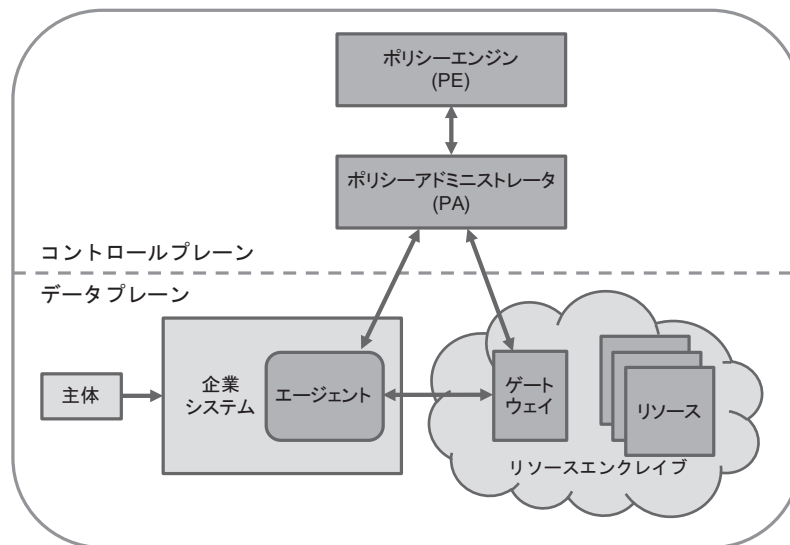 ポリシーエンジン
(PE)
ポリシーアドミニストレータ
(PA)
コントロールプレーン
データプレーン
主体
企業
システム
エージェント
ゲート
ウェイ
リソース
リソースエンクレイブ